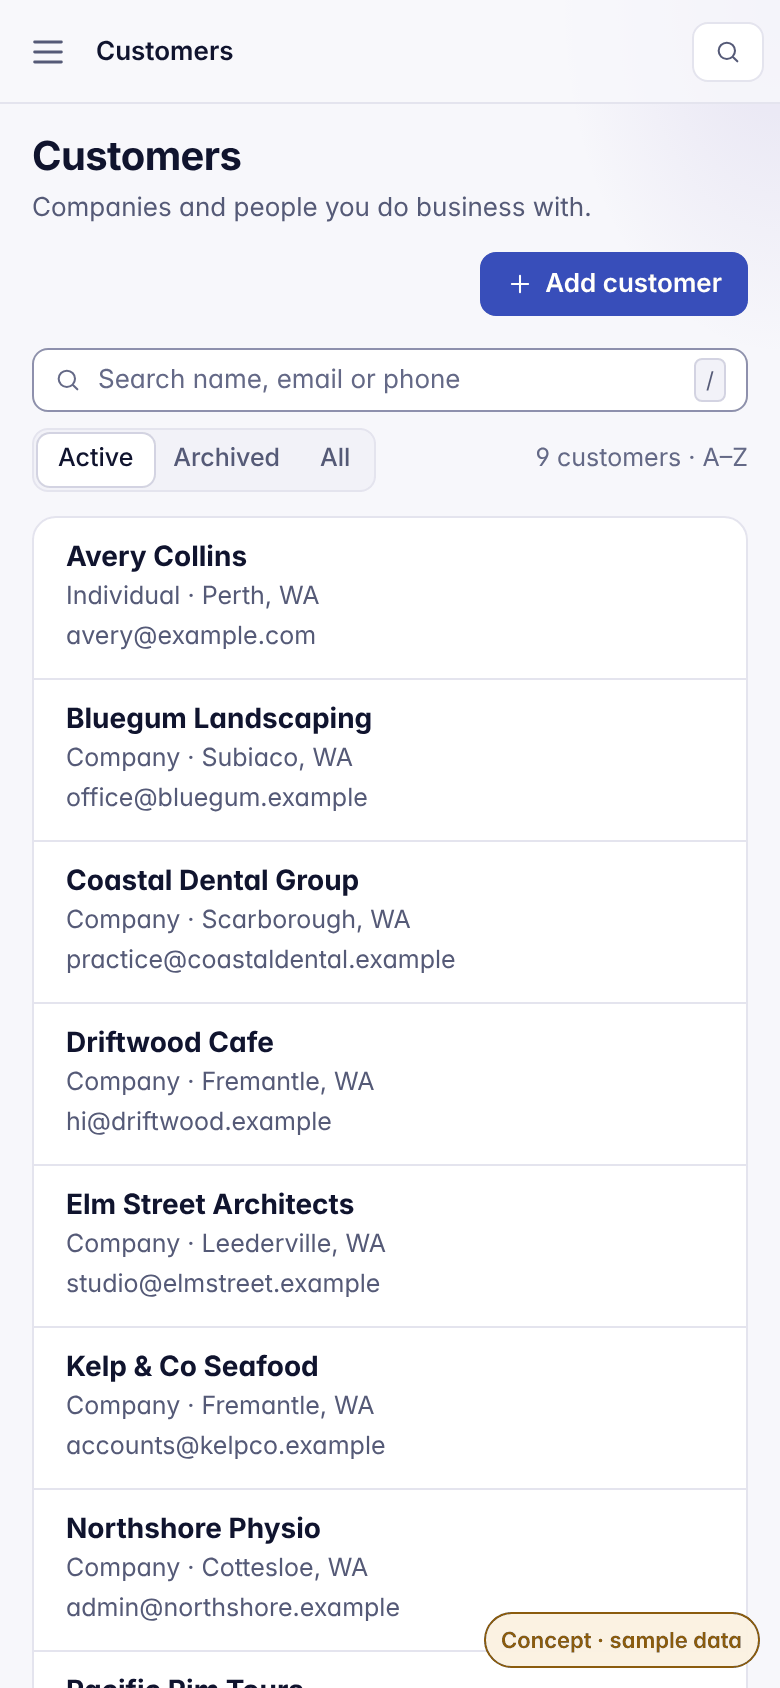 Customers
Customers
Companies and people you do business with.
+ Add customer
Search name, email or phone /
Active Archived All 9 customers · A–Z
Avery Collins
Individual · Perth, WA
avery@example.com
Bluegum Landscaping
Company · Subiaco, WA
office@bluegum.example
Coastal Dental Group
Company · Scarborough, WA
practice@coastaldental.example
Driftwood Cafe
Company · Fremantle, WA
hi@driftwood.example
Elm Street Architects
Company · Leederville, WA
studio@elmstreet.example
Kelp & Co Seafood
Company · Fremantle, WA
accounts@kelpco.example
Northshore Physio
Company · Cottesloe, WA
admin@northshore.example
Concept · sample data
Pacific Rim Tours